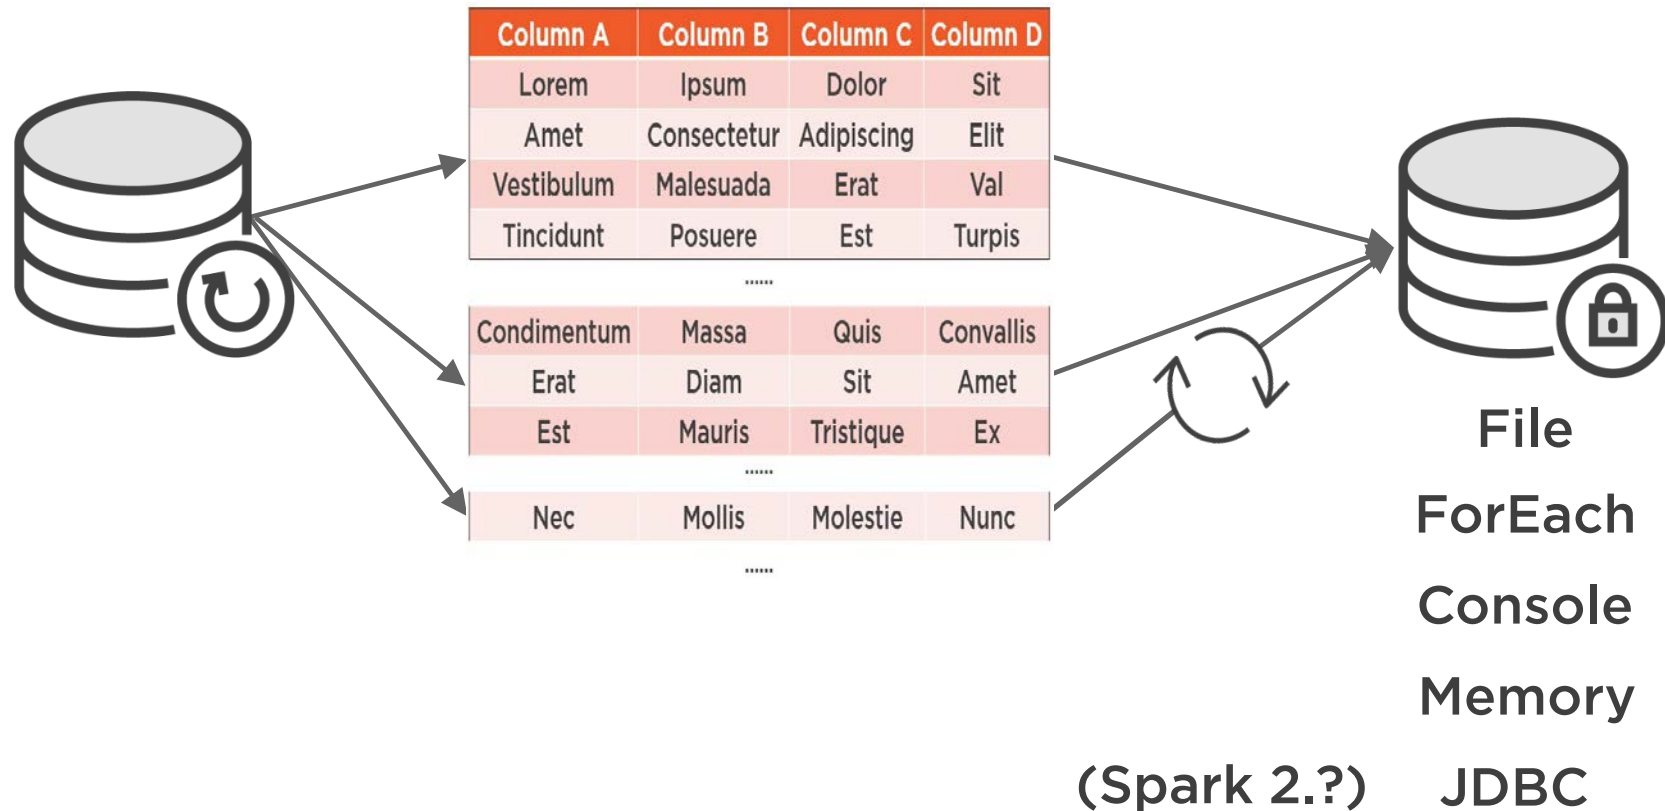 Column A Column B Column C Column D
Lorem Ipsum Dolor Sit
Amet Consectetur Adipiscing Elit
Vestibulum Malesuada Erat Val
Tincidunt Posuere Est Turpis
......
Condimentum Massa Quis Convallis
Erat Diam Sit Amet
Est Mauris Tristique Ex
......
Nec Mollis Molestie Nunc
......
File
ForEach
Console
Memory
(Spark 2.?) JDBC